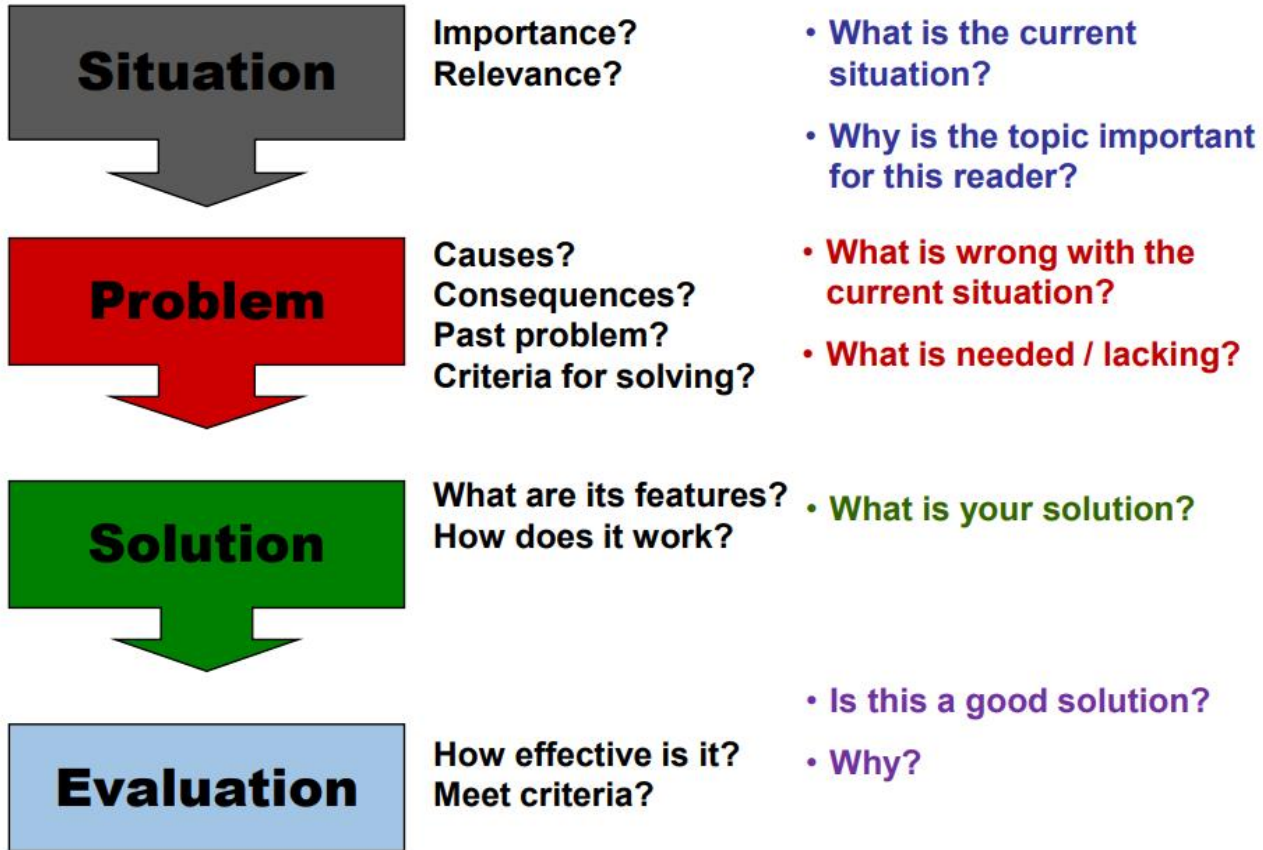 Situation
Importance?
Relevance?
• What is the current
situation?
• Why is the topic important
for this reader?
Problem
Causes?
Consequences?
Past problem?
Criteria for solving?
• What is wrong with the
current situation?
• What is needed / lacking?
Solution
What are its features?
How does it work?
• What is your solution?
Evaluation
How effective is it?
Meet criteria?
• Is this a good solution?
• Why?